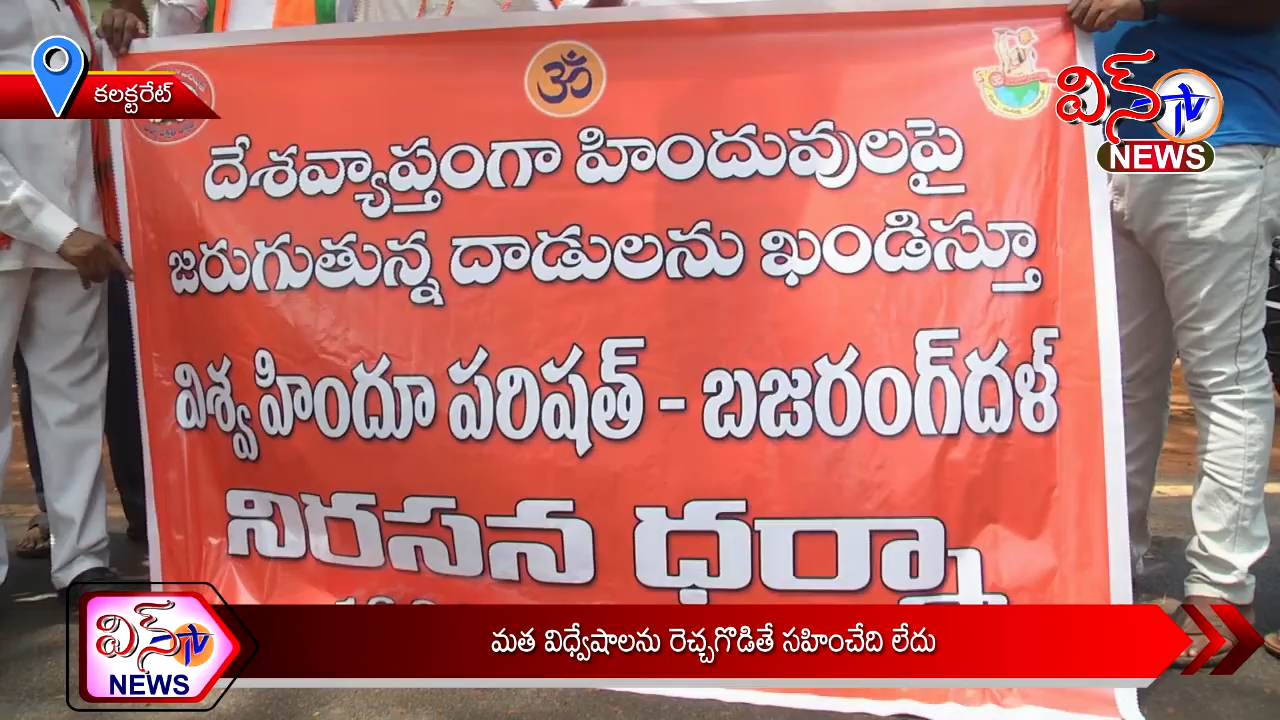 కలక్టరేట్
ఓం
విన్ tv
NEWS
దేశవ్యాప్తంగా హిందువులపై
జరుగుతున్న దాడులను ఖండిస్తూ
విశ్వ హిందూ పరిషత్ - బజరంగ్‌దళ్
నిరసన ధర్నా
మత విధ్వేషాలను రెచ్చగొడితే సహించేది లేదు
విన్ tv
NEWS